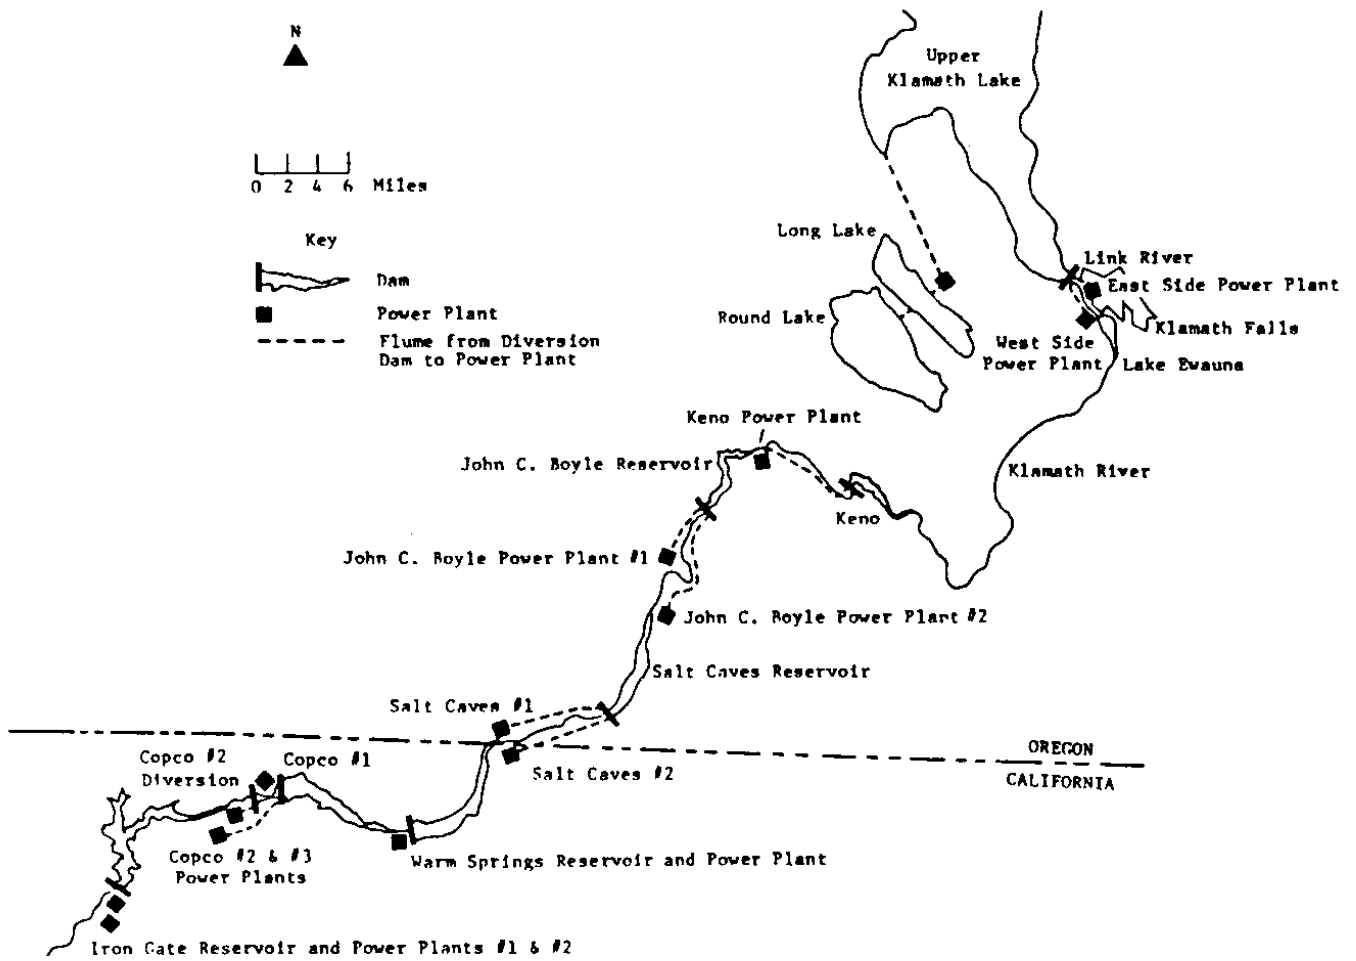 N
Upper
Klamath Lake
0 2 4 6 Miles
Key
Dam
Power Plant
Flume from Diversion
Dam to Power Plant
Long Lake
Round Lake
Link River
East Side Power Plant
Klamath Falls
West Side
Power Plant
Lake Ewauna
Keno Power Plant
John C. Boyle Reservoir
Klamath River
Keno
John C. Boyle Power Plant #1
John C. Boyle Power Plant #2
Salt Caves Reservoir
Salt Caves #1
OREGON
CALIFORNIA
Salt Caves #2
Copco #2
Diversion
Copco #1
Copco #2 & #3
Power Plants
Warm Springs Reservoir and Power Plant
Iron Gate Reservoir and Power Plants #1 & #2